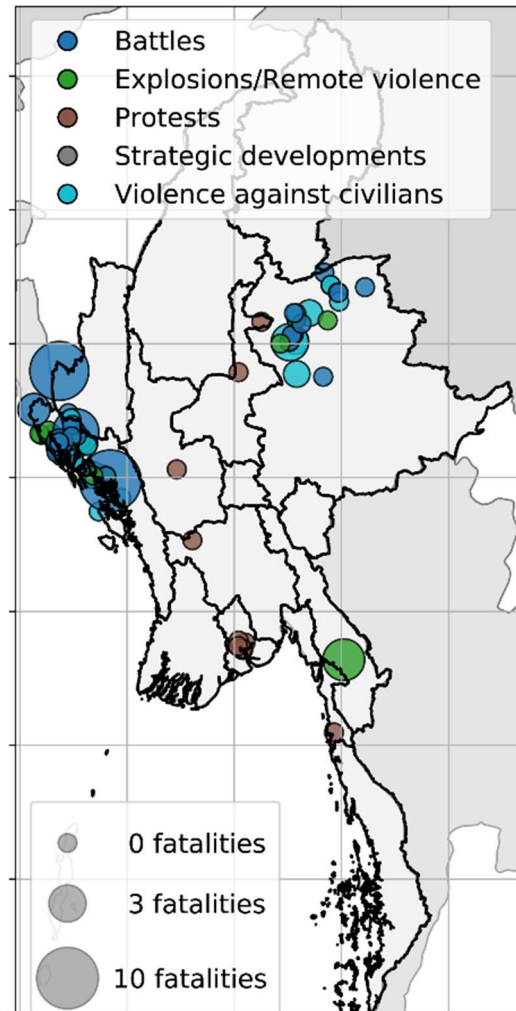 Battles
Explosions/Remote violence
Protests
Strategic developments
Violence against civilians
0 fatalities
3 fatalities
10 fatalities